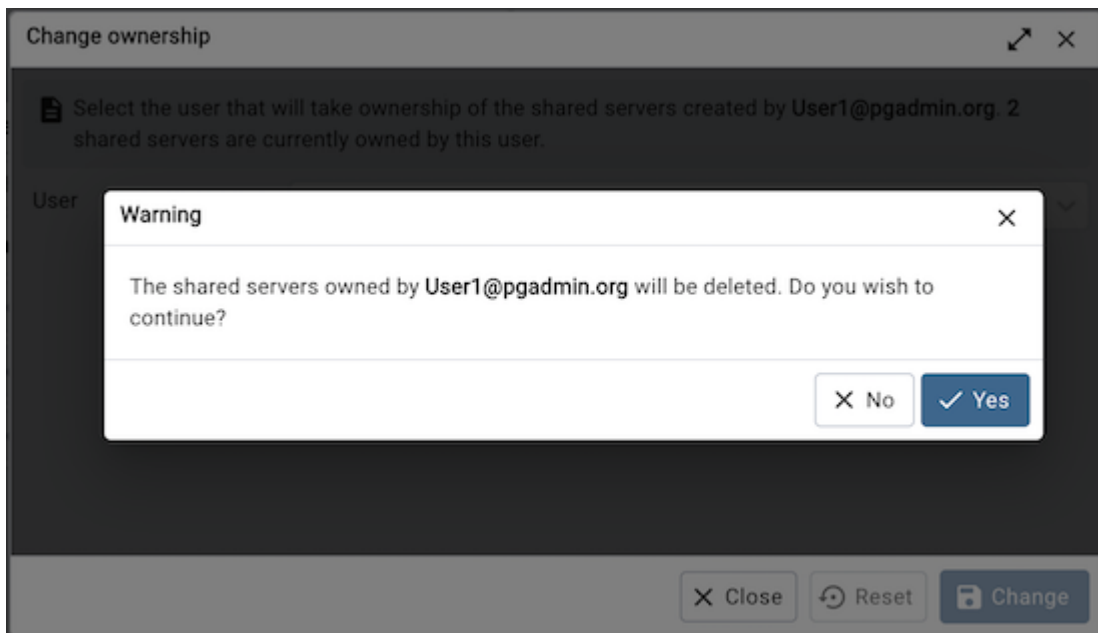 Change ownership
Select the user that will take ownership of the shared servers created by User1@pgadmin.org. 2
shared servers are currently owned by this user.
User
Warning
The shared servers owned by User1@pgadmin.org will be deleted. Do you wish to
continue?
No
Yes
Close
Reset
Change